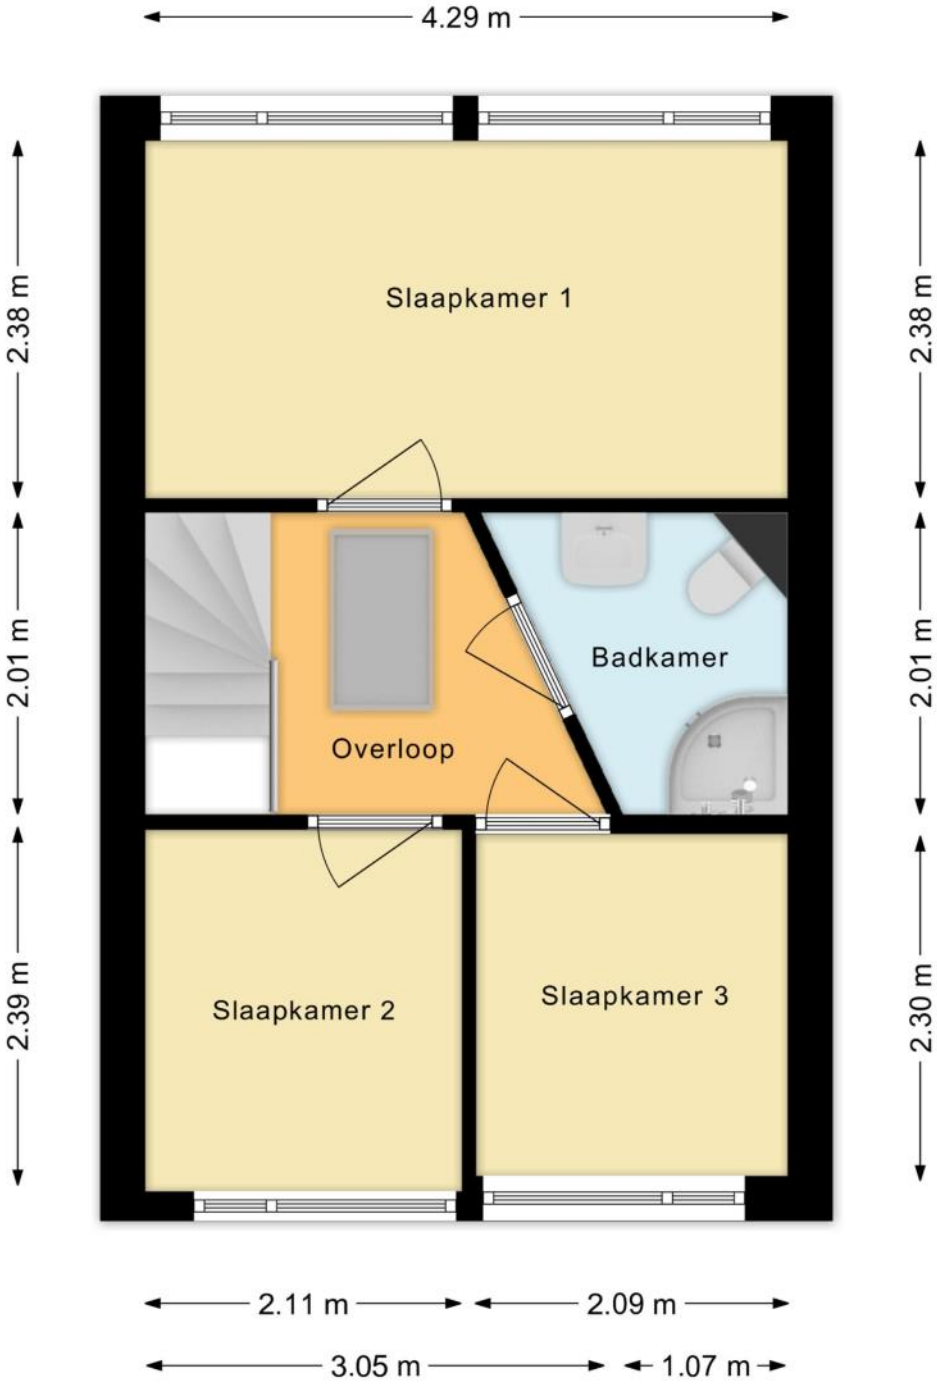 4.29 m
2.38 m
2.38 m
Slaapkamer 1
2.01 m
2.01 m
Badkamer
Overloop
2.39 m
2.30 m
Slaapkamer 2
Slaapkamer 3
2.11 m
2.09 m
3.05 m
1.07 m